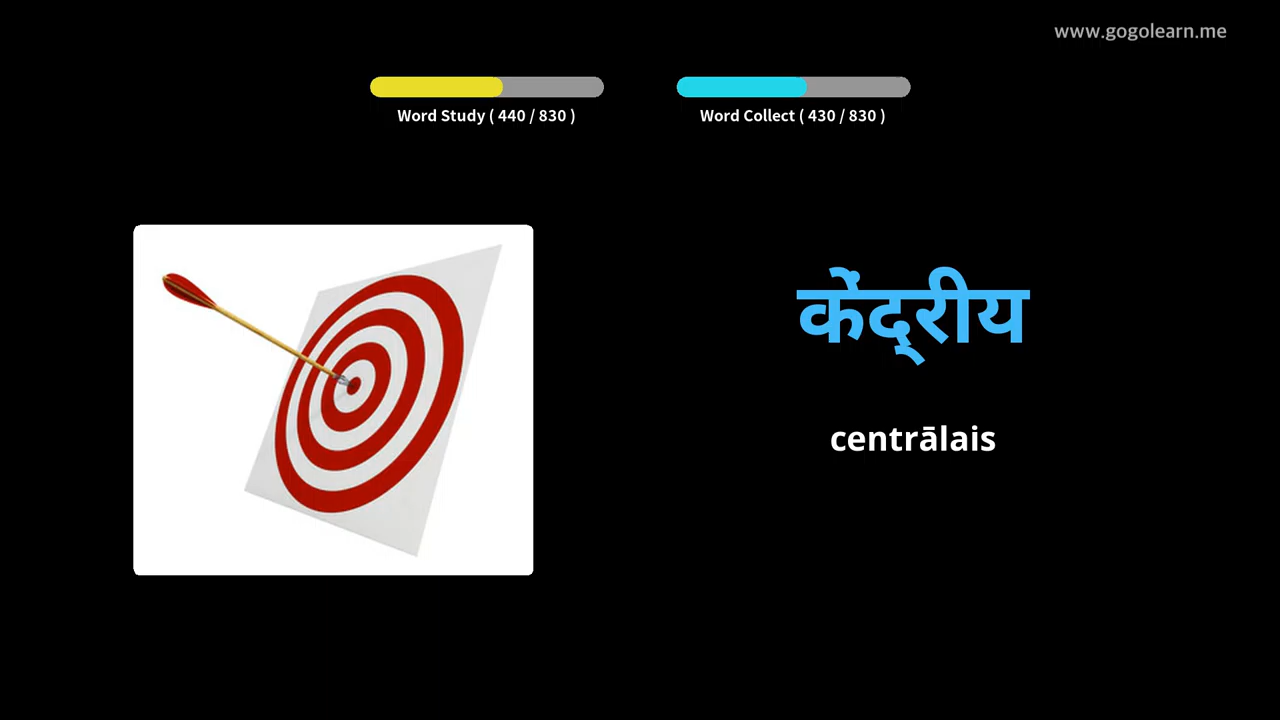 www.gogolearn.me
Word Study ( 440 / 830 )
Word Collect ( 430 / 830 )
केंद्रीय
centrālais